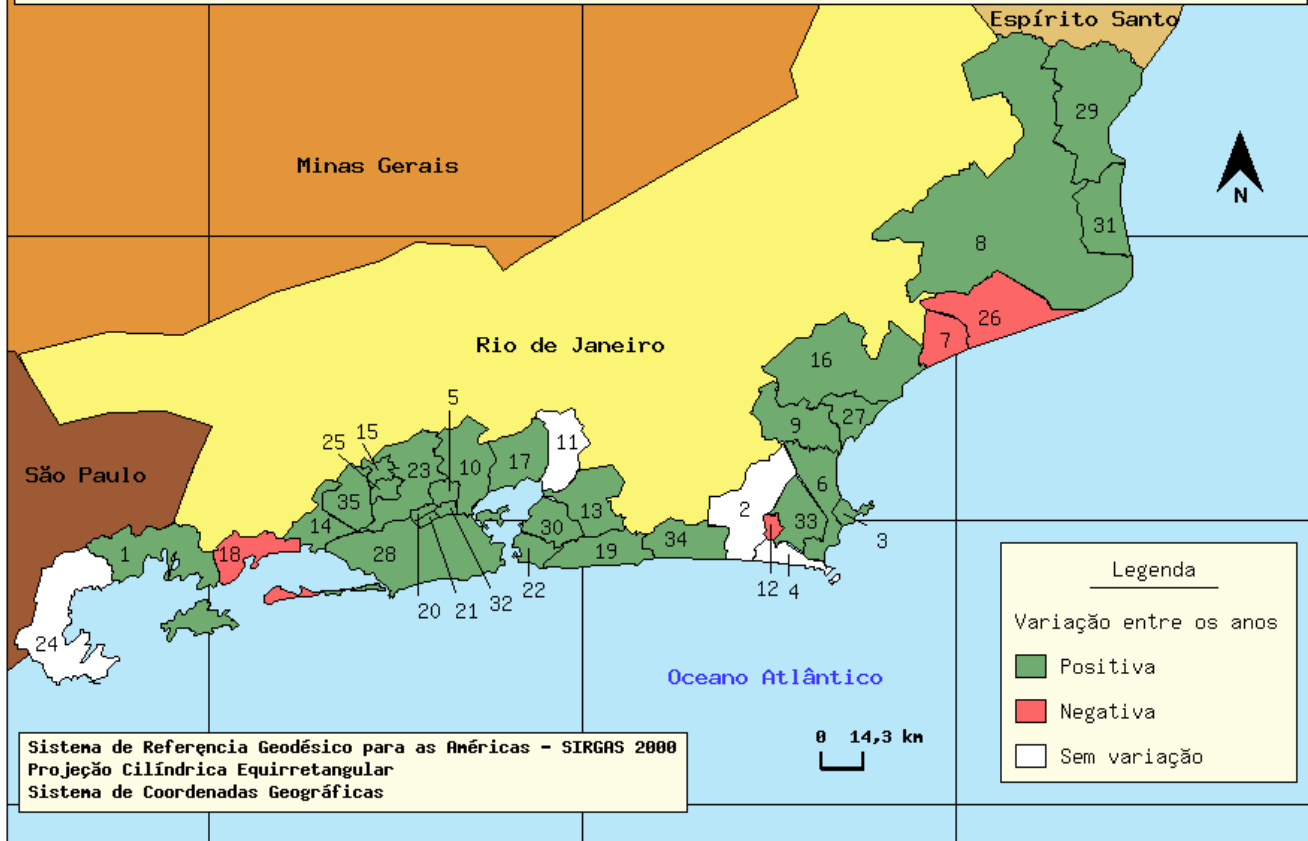 Espírito Santo
29
Minas Gerais
N
31
8
26
7
Rio de Janeiro
16
5
15
25
9
27
11
23
10
17
São Paulo
35
6
2
13
14
30
33
1
18
28
19
34
3
24
20
21
32
22
12
4
Oceano Atlântico
0 14,3 km
Legenda
Variação entre os anos
Positiva
Negativa
Sem variação
Sistema de Referência Geodésico para as Américas - SIRGAS 2000
Projeção Cilíndrica Equirretangular
Sistema de Coordenadas Geográficas